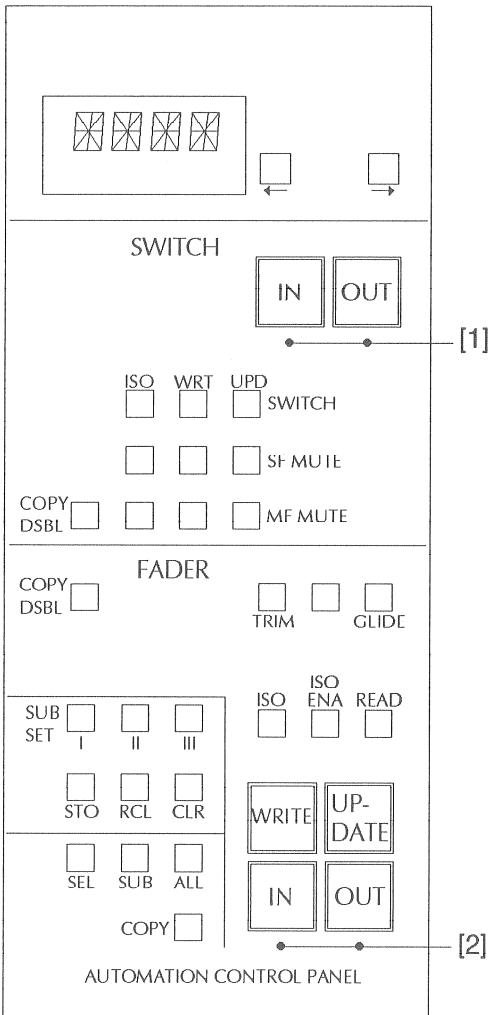 SWITCH
IN OUT
[1]
ISO WRT UPD
SWITCH
SF MUTE
COPY
DSBL
MF MUTE
FADER
COPY
DSBL
TRIM GLIDE
ISO
ISO ENA READ
SUB
SET
I II III
STO RCL CLR
WRITE UP-
DATE
SEL SUB ALL
IN OUT
COPY
[2]
AUTOMATION CONTROL PANEL